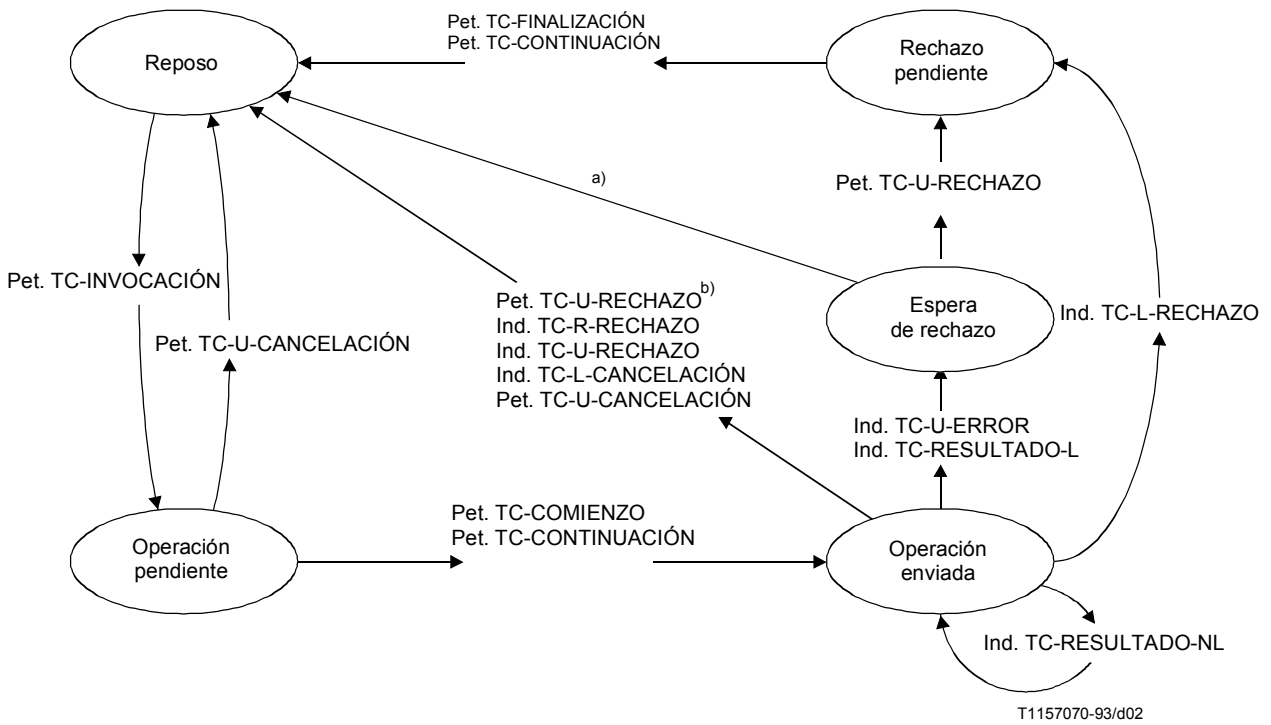 Pet. TC-FINALIZACIÓN
Pet. TC-CONTINUACIÓN
Reposo
Rechazo
pendiente
a)
Pet. TC-U-RECHAZO
Pet. TC-INVOCACIÓN
Pet. TC-U-CANCELACIÓN
Pet. TC-U-RECHAZO b)
Ind. TC-R-RECHAZO
Ind. TC-U-RECHAZO
Ind. TC-L-CANCELACIÓN
Pet. TC-U-CANCELACIÓN
Espera
de rechazo
Ind. TC-L-RECHAZO
Ind. TC-U-ERROR
Ind. TC-RESULTADO-L
Pet. TC-COMIENZO
Pet. TC-CONTINUACIÓN
Operación
pendiente
Operación
enviada
Ind. TC-RESULTADO-NL
T1157070-93/d02